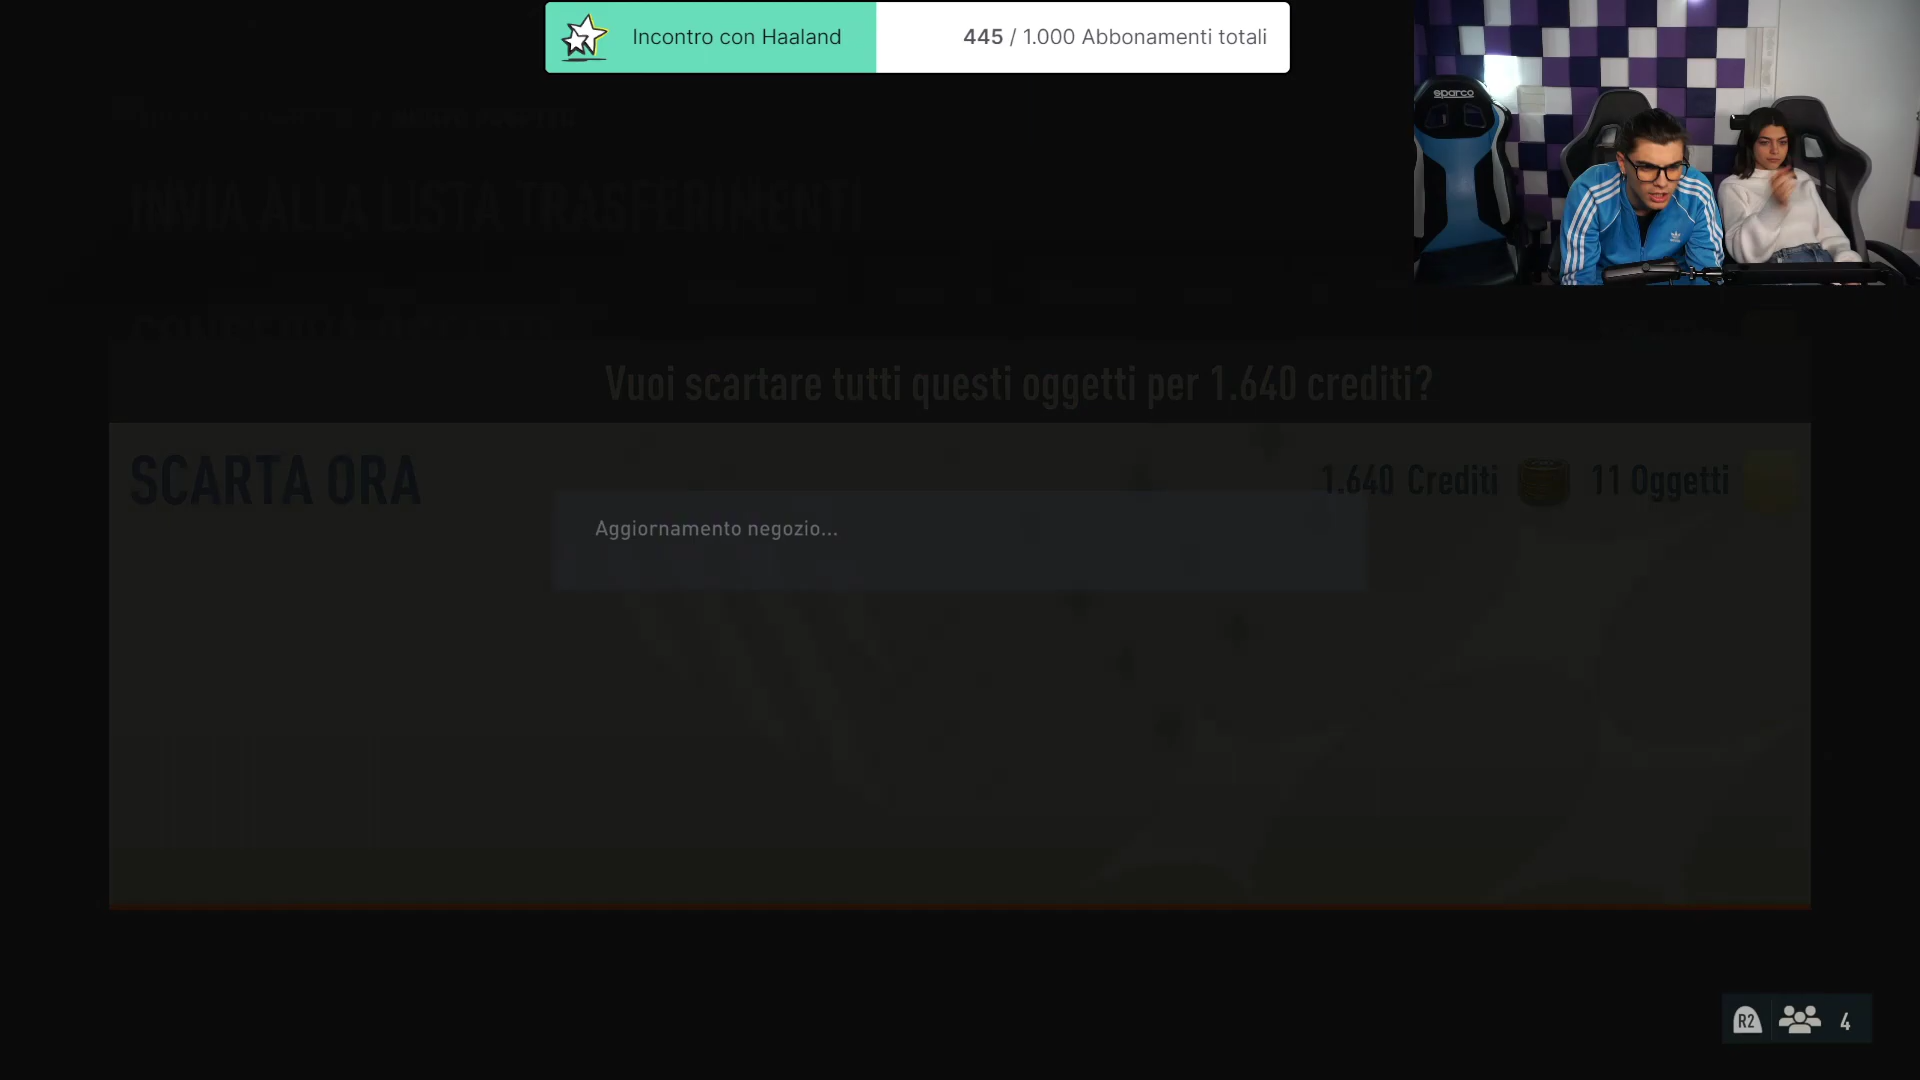 Incontro con Haaland
445 / 1.000 Abbonamenti totali
sparco
INVIA ALLA LISTA TRASFERIMENTI
Vuoi scartare tutti questi oggetti per 1.640 crediti?
SCARTA ORA
1.640 Crediti
11 Oggetti
Aggiornamento negozio...
R2
4